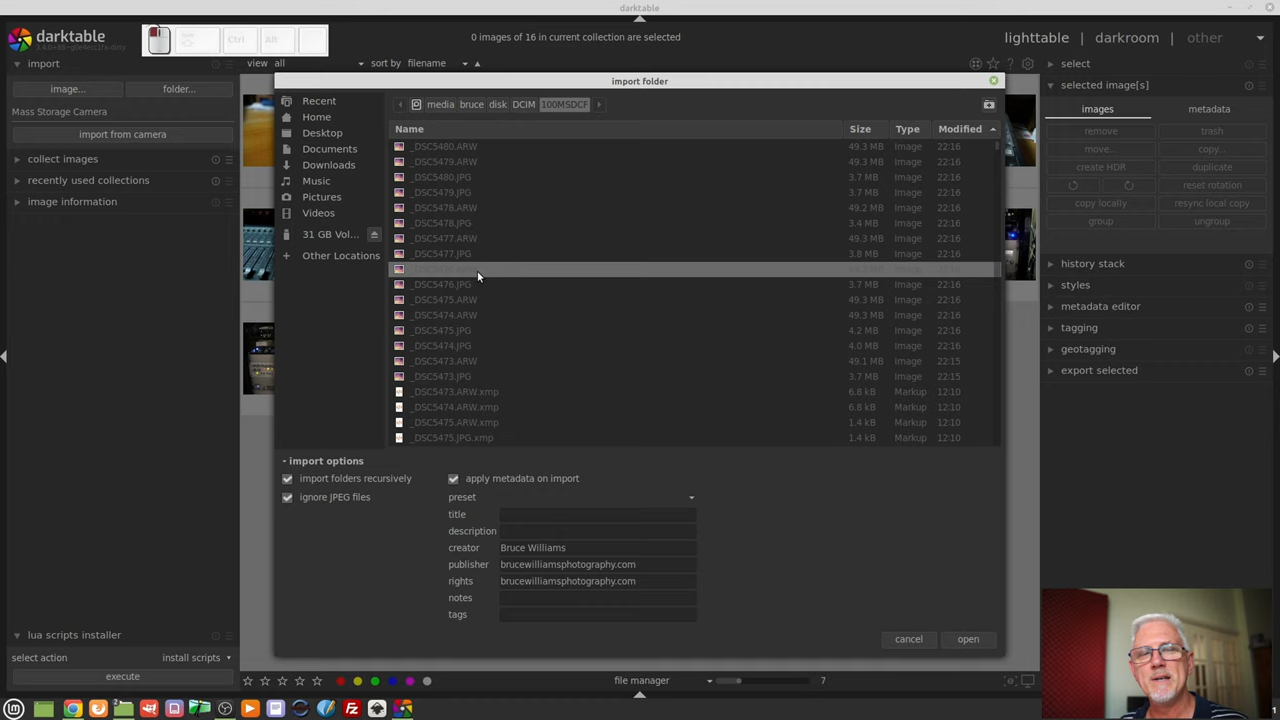 darktable
darktable
Ctrl
Alt
0 images of 16 in current collection are selected
lighttable | darkroom | other
import
view all
sort by filename
select
image...
folder...
import folder
selected image[s]
Mass Storage Camera
Recent
media bruce disk DCIM 100MSDCF
images
metadata
import from camera
Home
Name Size Type Modified
remove
trash
collect images
Desktop
_DSC5480.ARW 49.3 MB Image 22:16
move...
copy...
recently used collections
Documents
_DSC5479.ARW 49.3 MB Image 22:16
create HDR
duplicate
image information
Downloads
_DSC5480.JPG 3.7 MB Image 22:16
reset rotation
Music
_DSC5479.JPG 3.7 MB Image 22:16
copy locally
resync local copy
Pictures
_DSC5478.ARW 49.2 MB Image 22:16
group
ungroup
Videos
_DSC5478.JPG 3.4 MB Image 22:16
history stack
31 GB Vol...
_DSC5477.ARW 49.3 MB Image 22:16
styles
Other Locations
_DSC5477.JPG 3.8 MB Image 22:16
metadata editor
_DSC5476.JPG 3.7 MB Image 22:16
tagging
_DSC5475.ARW 49.3 MB Image 22:16
geotagging
_DSC5474.ARW 49.3 MB Image 22:16
export selected
_DSC5475.JPG 4.2 MB Image 22:16
_DSC5474.JPG 4.0 MB Image 22:16
_DSC5473.ARW 49.1 MB Image 22:15
_DSC5473.JPG 3.7 MB Image 22:15
_DSC5473.ARW.xmp 6.8 kB Markup 12:10
_DSC5474.ARW.xmp 6.8 kB Markup 12:10
_DSC5475.ARW.xmp 1.4 kB Markup 12:10
_DSC5475.JPG.xmp 1.4 kB Markup 12:10
import options
import folders recursively
apply metadata on import
ignore JPEG files
preset
title
description
creator Bruce Williams
publisher brucewilliamsphotography.com
rights brucewilliamsphotography.com
notes
tags
cancel
open
lua scripts installer
select action install scripts
execute
file manager
7